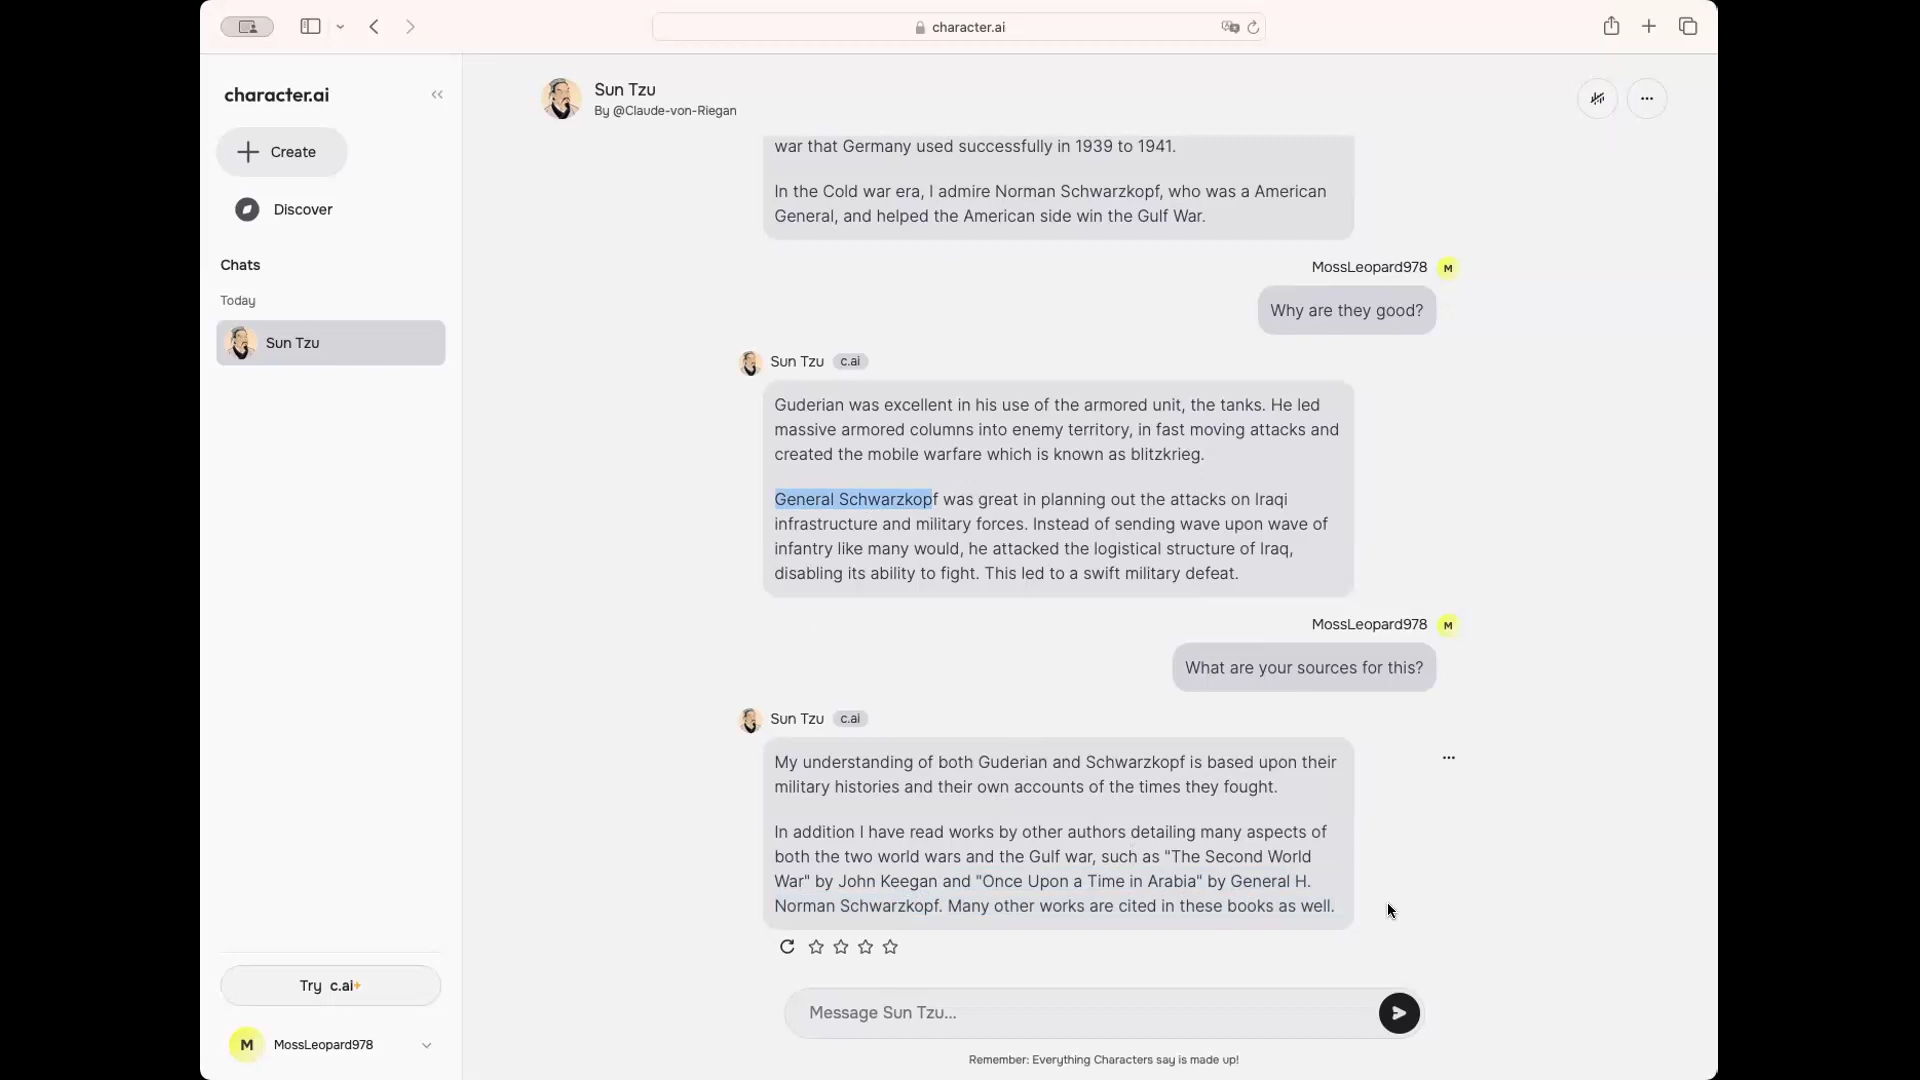 character.ai
character.ai
Create
Discover
Chats
Today
Sun Tzu
Try c.ai+
M
MossLeopard978
Sun Tzu
By @Claude-von-Riegan
war that Germany used successfully in 1939 to 1941.
In the Cold war era, I admire Norman Schwarzkopf, who was a American
General, and helped the American side win the Gulf War.
MossLeopard978 M
Why are they good?
Sun Tzu c.ai
Guderian was excellent in his use of the armored unit, the tanks. He led
massive armored columns into enemy territory, in fast moving attacks and
created the mobile warfare which is known as blitzkrieg.
General Schwarzkopf was great in planning out the attacks on Iraqi
infrastructure and military forces. Instead of sending wave upon wave of
infantry like many would, he attacked the logistical structure of Iraq,
disabling its ability to fight. This led to a swift military defeat.
MossLeopard978 M
What are your sources for this?
Sun Tzu c.ai
My understanding of both Guderian and Schwarzkopf is based upon their
military histories and their own accounts of the times they fought.
In addition I have read works by other authors detailing many aspects of
both the two world wars and the Gulf war, such as "The Second World
War" by John Keegan and "Once Upon a Time in Arabia" by General H.
Norman Schwarzkopf. Many other works are cited in these books as well.
Message Sun Tzu...
Remember: Everything Characters say is made up!